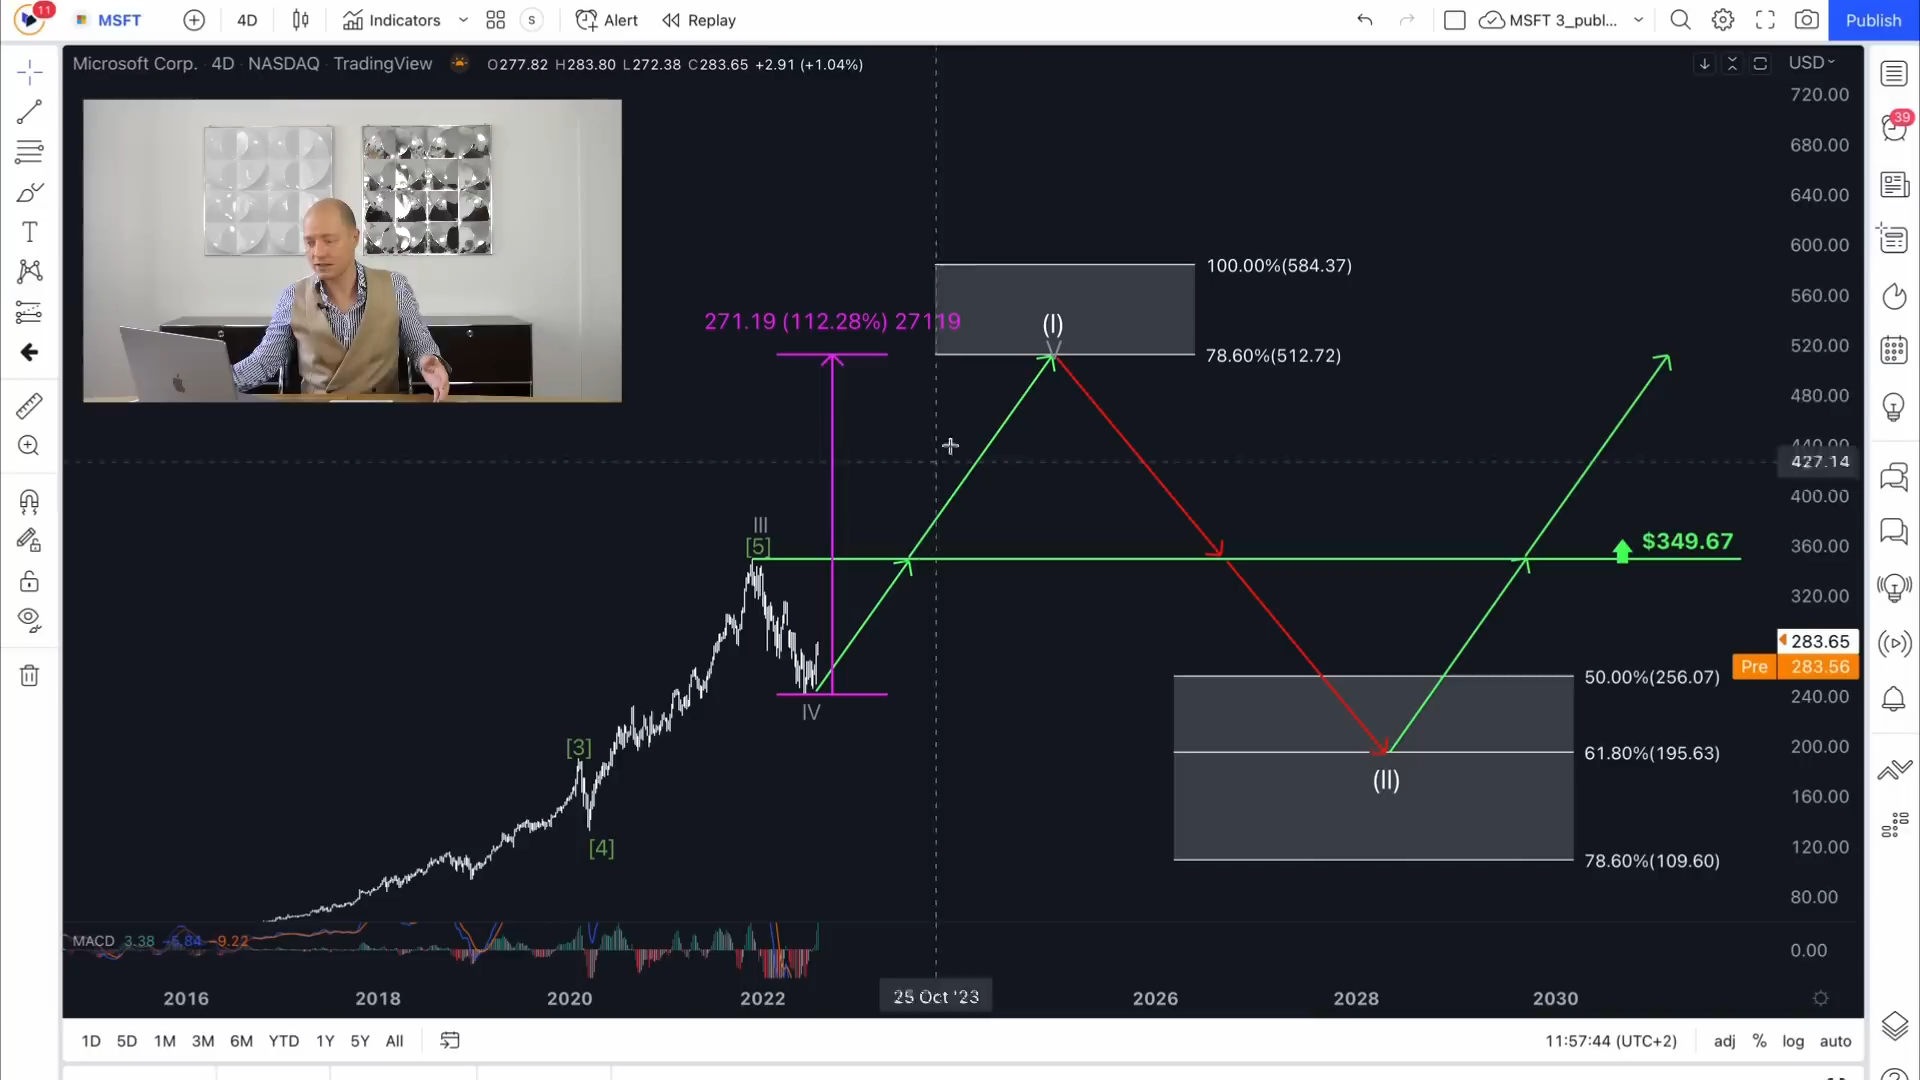 11 MSFT 4D Indicators S Alert Replay MSFT 3_publ... Publish
Microsoft Corp. 4D NASDAQ TradingView O277.82 H283.80 L272.38 C283.65 +2.91 (+1.04%)
USD
720.00
39
680.00
640.00
600.00
100.00%(584.37)
560.00
271.19 (112.28%) 27119
(I)
V
520.00
78.60%(512.72)
480.00
440.00
427.14
400.00
III
[5]
$349.67
360.00
320.00
283.65
Pre 283.56
50.00%(256.07)
240.00
IV
[3]
200.00
61.80%(195.63)
(II)
160.00
[4]
120.00
78.60%(109.60)
80.00
MACD 3.38 −5.84 −9.22
0.00
2016 2018 2020 2022 25 Oct '23 2026 2028 2030
1D 5D 1M 3M 6M YTD 1Y 5Y All 11:57:44 (UTC+2) adj % log auto